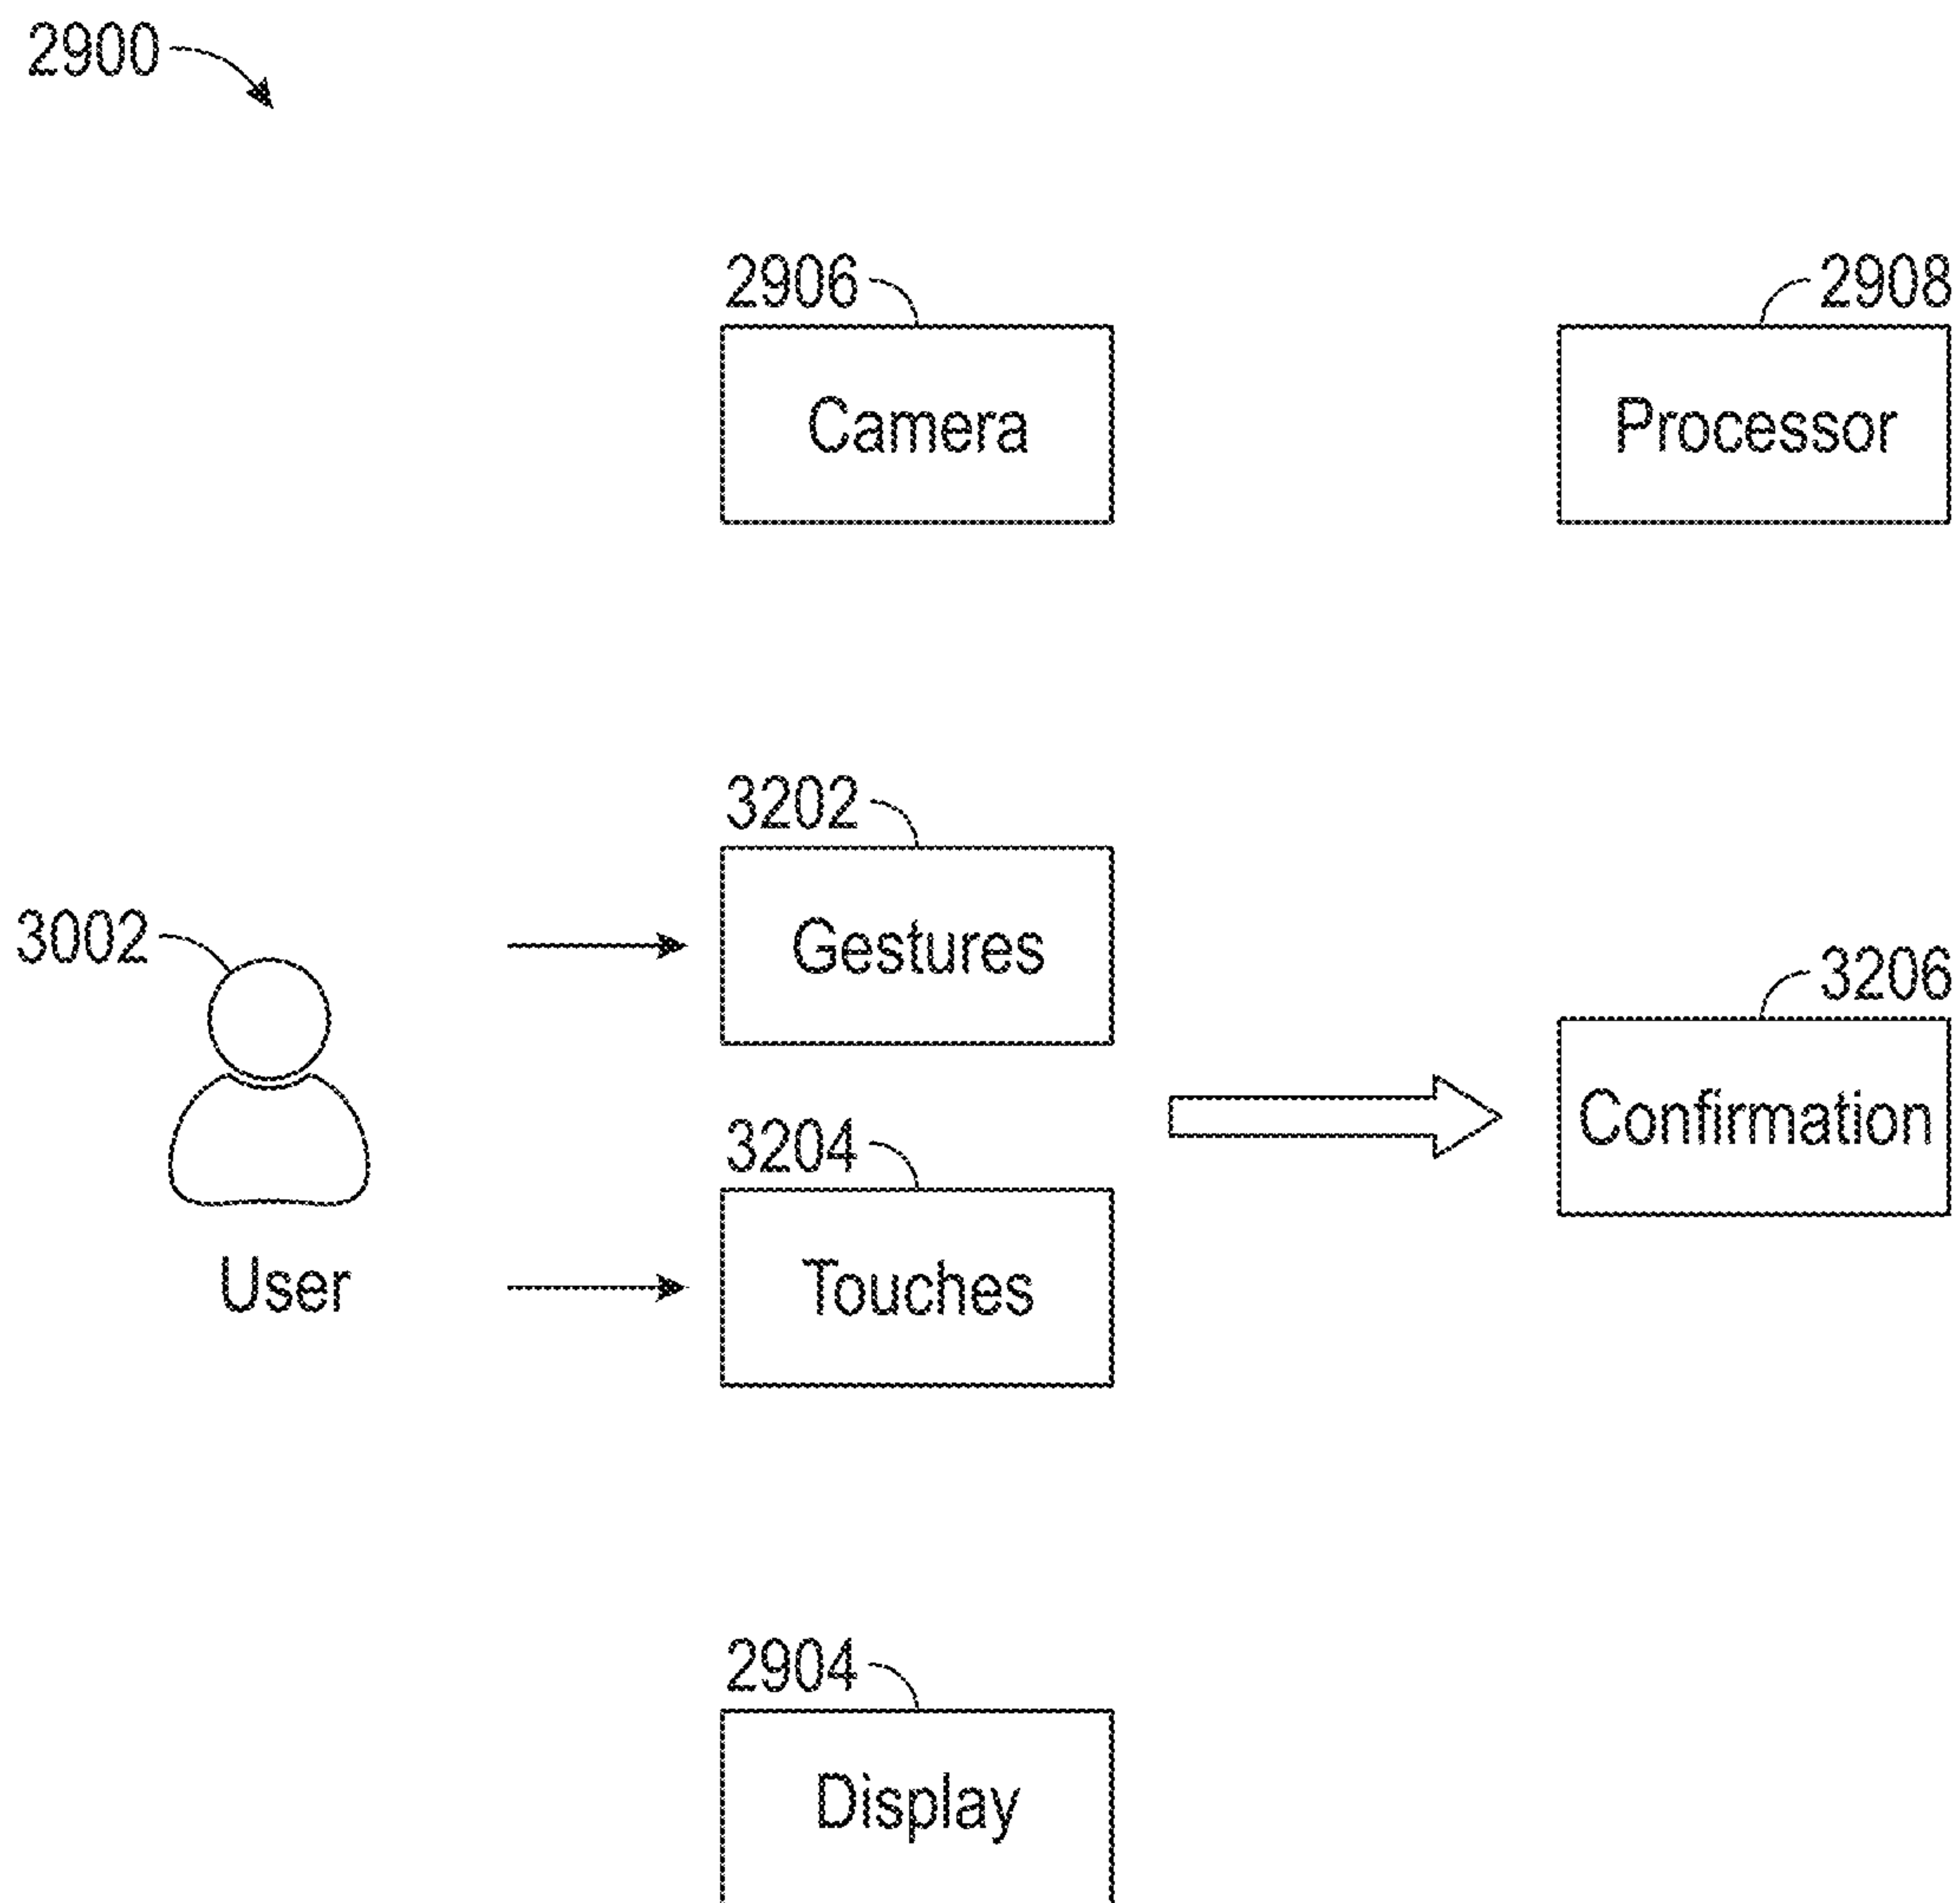 2900
2906
2908
Camera
Processor
3202
3002
Gestures
3206
Confirmation
3204
User
Touches
2904
Display